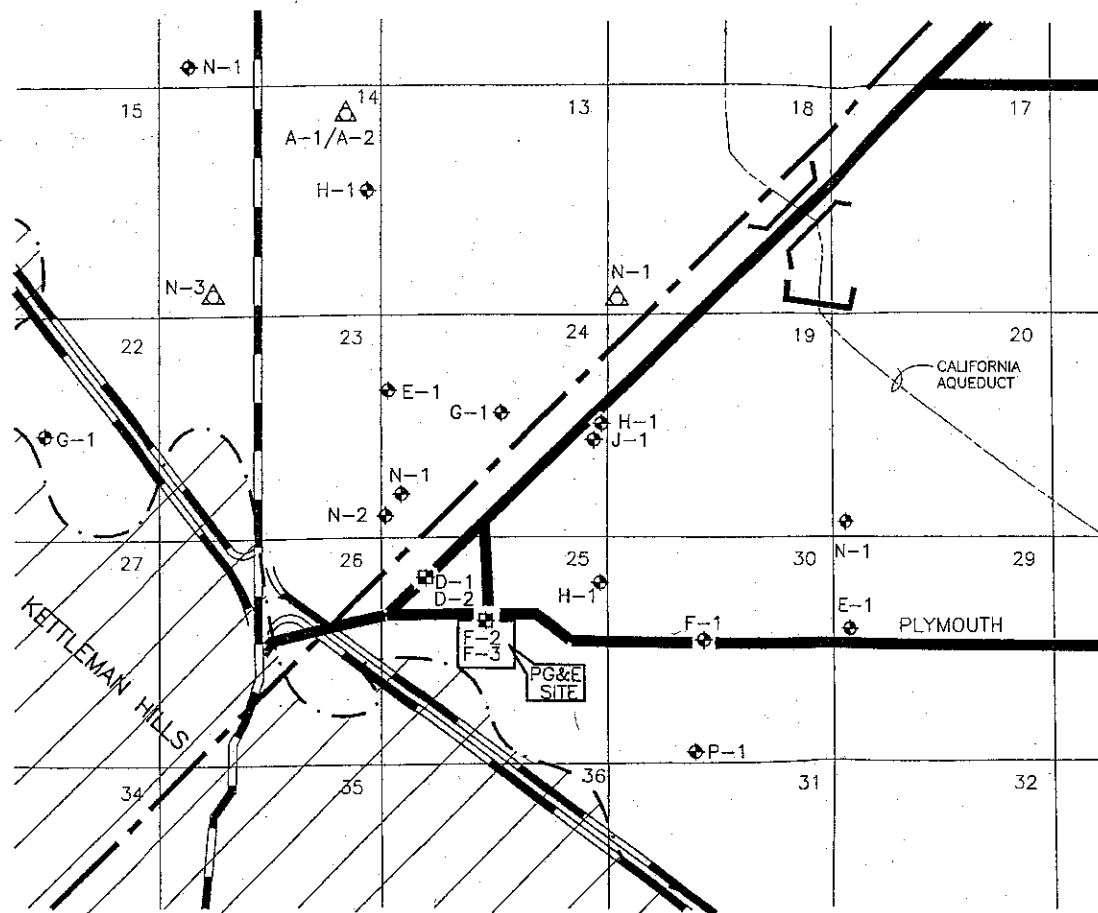 N-1
15
14
13
18
17
A-1/A-2
H-1
N-3
N-1
22
23
24
19
20
CALIFORNIA
AQUEDUCT
E-1
G-1
H-1
J-1
G-1
N-1
N-2
N-1
27
26
25
30
29
D-1
D-2
H-1
E-1
F-1
PLYMOUTH
F-2
F-3
PG&E
SITE
KETTLEMAN HILLS
P-1
34
35
36
31
32